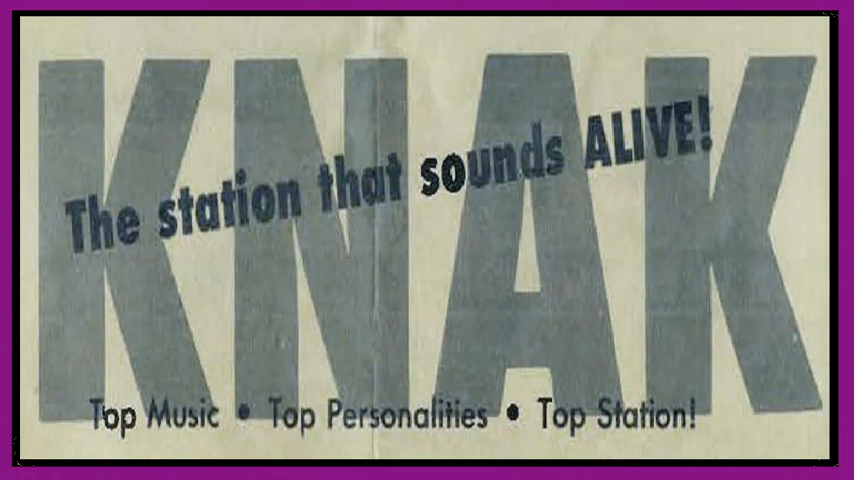 KNAK
The station that sounds ALIVE!
Top Music • Top Personalities • Top Station!